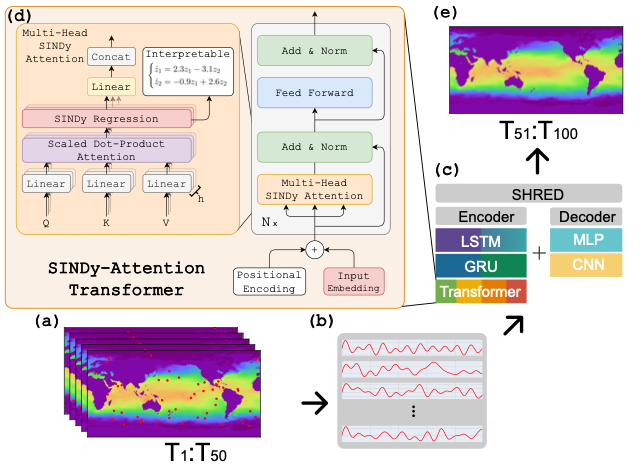 (d)
Multi-Head
SINDy
Attention
Concat
Linear
Interpretable
ż₁ = 2.3z₁ − 3.1z₂
ż₂ = −0.9z₁ + 2.6z₂
SINDy Regression
Scaled Dot-Product
Attention
Linear
Linear
Linear
h
Q
K
V
Add & Norm
Feed Forward
Add & Norm
Multi-Head
SINDy Attention
N×
+
Positional
Encoding
Input
Embedding
SINDy-Attention
Transformer
(e)
T₅₁:T₁₀₀
(c)
SHRED
Encoder
Decoder
LSTM
GRU
Transformer
+
MLP
CNN
(a)
T₁:T₅₀
(b)